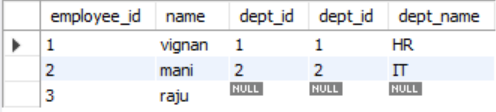 employee_id name dept_id dept_id dept_name
1 vignan 1 1 HR
2 mani 2 2 IT
3 raju NULL NULL NULL